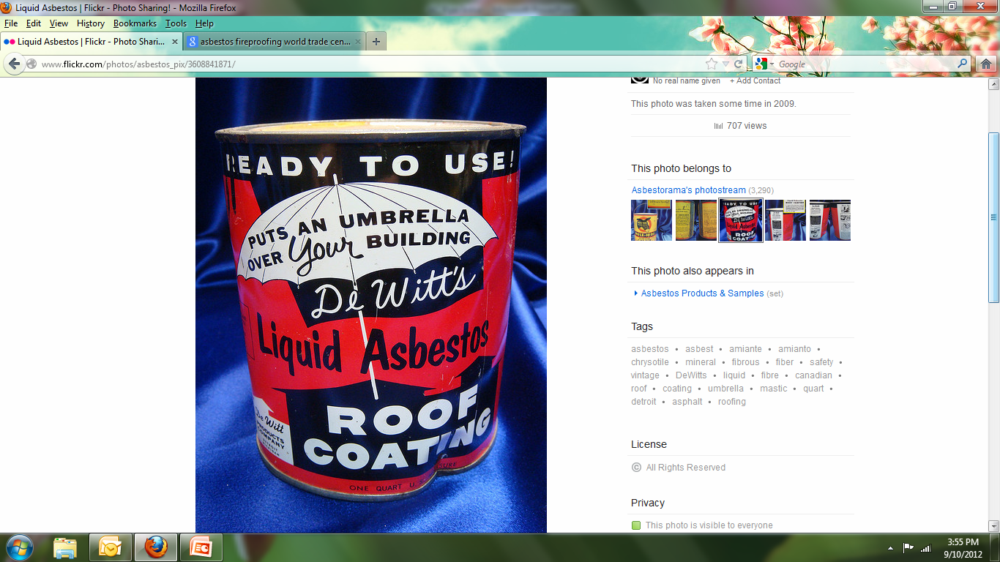 Liquid Asbestos | Flickr - Photo Sharing! - Mozilla Firefox
File Edit View History Bookmarks Tools Help
Liquid Asbestos | Flickr - Photo Shari... × asbestos fireproofing world trade cen... × +
www.flickr.com/photos/asbestos_pix/3608841871/
Google
No real name given + Add Contact
This photo was taken some time in 2009.
707 views
This photo belongs to
Asbestorama's photostream (3,290)
This photo also appears in
Asbestos Products & Samples (set)
Tags
asbestos • asbest • amiante • amianto •
chrysotile • mineral • fibrous • fiber • safety •
vintage • DeWitts • liquid • fibre • canadian •
roof • coating • umbrella • mastic • quart •
detroit • asphalt • roofing
License
© All Rights Reserved
Privacy
This photo is visible to everyone
READY TO USE!
PUTS AN UMBRELLA
OVER Your BUILDING
De Witt's
Liquid Asbestos
ROOF
COATING
De Witt
PRODUCTS
COMPANY
ONE QUART U.S.
3:55 PM
9/10/2012